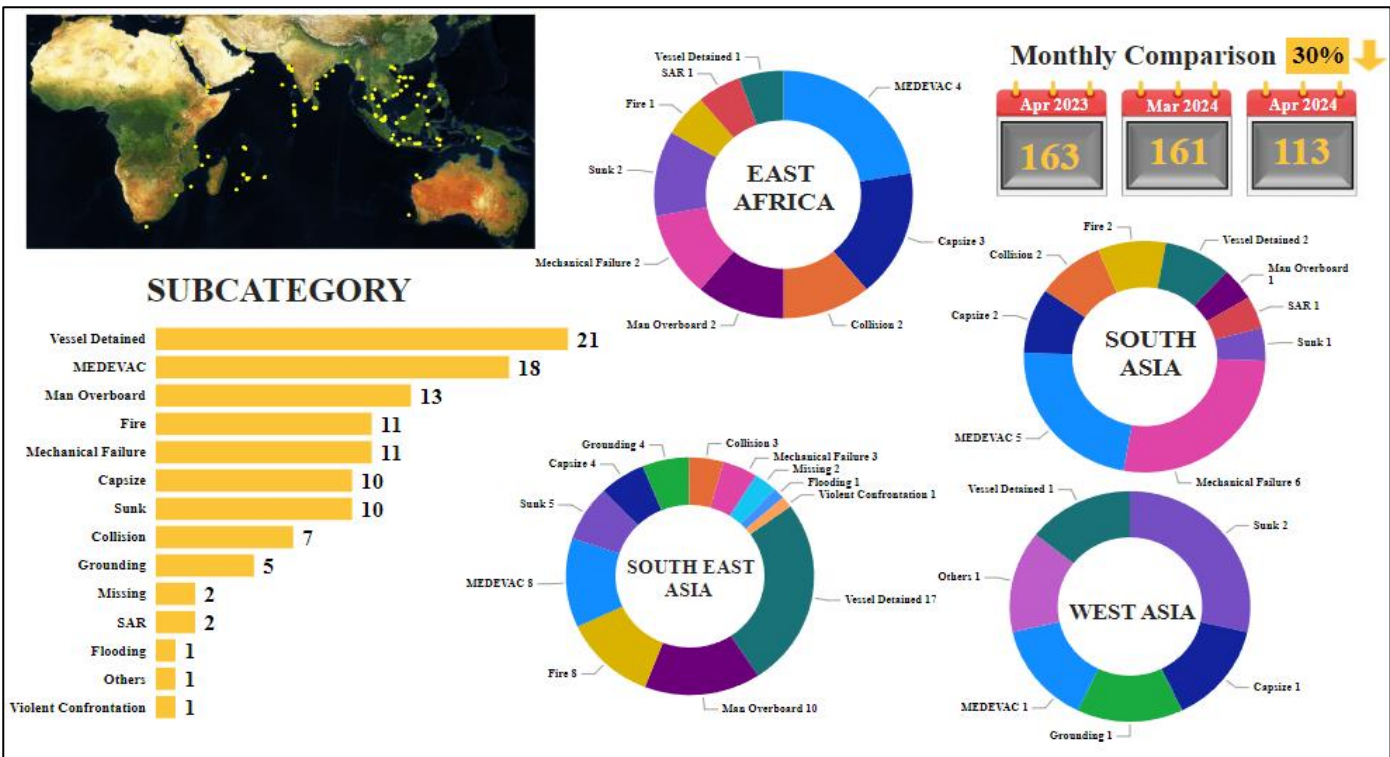 Monthly Comparison 30%
Apr 2023
163
Mar 2024
161
Apr 2024
113
SUBCATEGORY
Vessel Detained 21
MEDEVAC 18
Man Overboard 13
Fire 11
Mechanical Failure 11
Capsize 10
Sunk 10
Collision 7
Grounding 5
Missing 2
SAR 2
Flooding 1
Others 1
Violent Confrontation 1
EAST
AFRICA
MEDEVAC 4
Capsize 3
Collision 2
Man Overboard 2
Mechanical Failure 2
Sunk 2
Fire 1
SAR 1
Vessel Detained 1
SOUTH
ASIA
Fire 2
Vessel Detained 2
Man Overboard
1
SAR 1
Sunk 1
Mechanical Failure 6
MEDEVAC 5
Capsize 2
Collision 2
SOUTH EAST
ASIA
Grounding 4
Collision 3
Mechanical Failure 3
Missing 2
Flooding 1
Violent Confrontation 1
Vessel Detained 17
Man Overboard 10
Fire 8
MEDEVAC 8
Sunk 5
Capsize 4
WEST ASIA
Vessel Detained 1
Sunk 2
Capsize 1
Grounding 1
MEDEVAC 1
Others 1